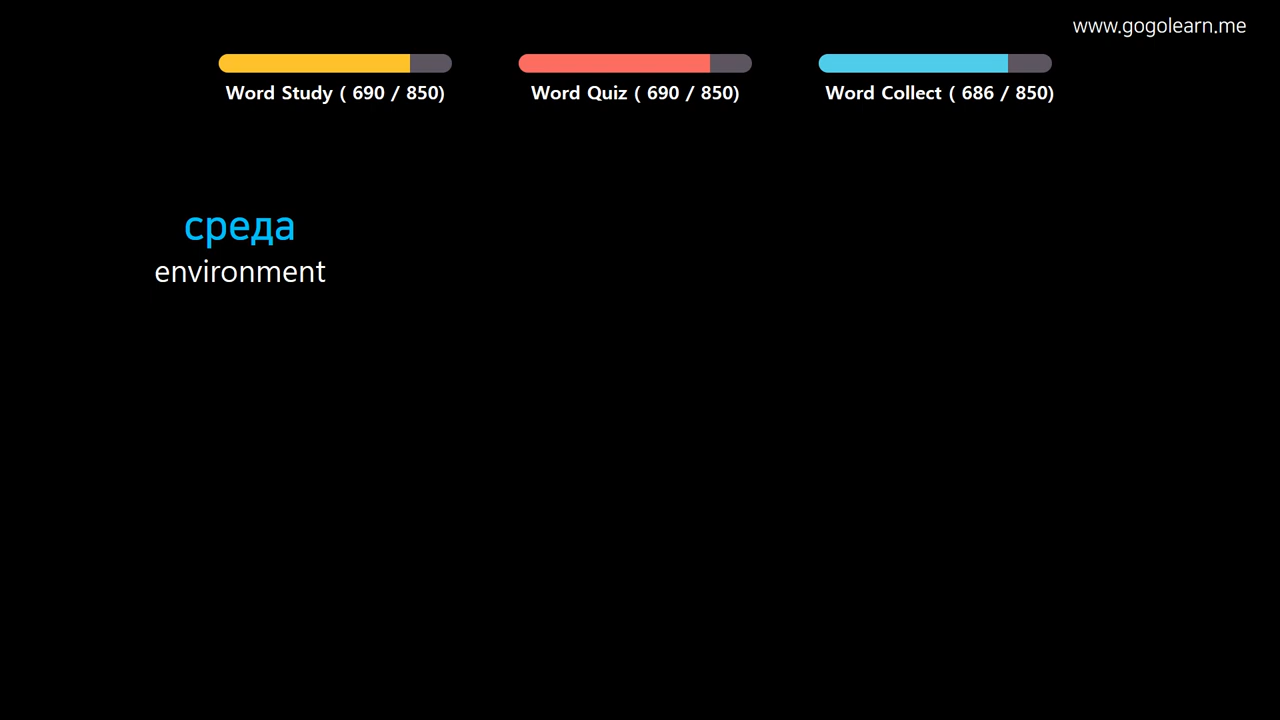 www.gogolearn.me
Word Study ( 690 / 850)
Word Quiz ( 690 / 850)
Word Collect ( 686 / 850)
среда
environment